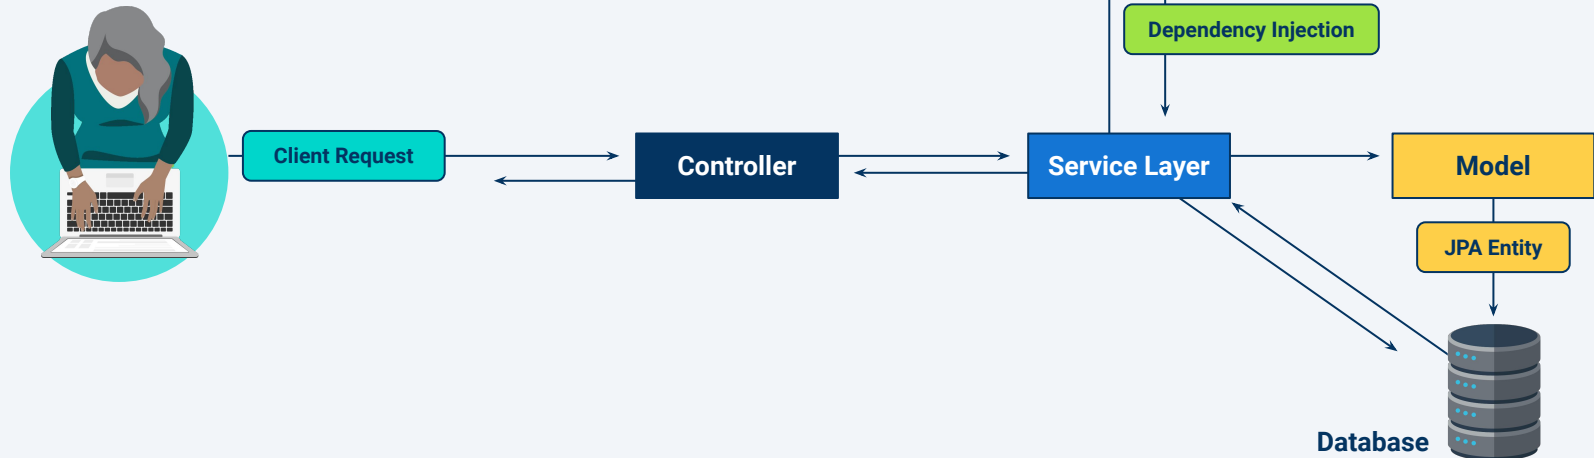 Dependency Injection
Client Request
Controller
Service Layer
Model
JPA Entity
Database